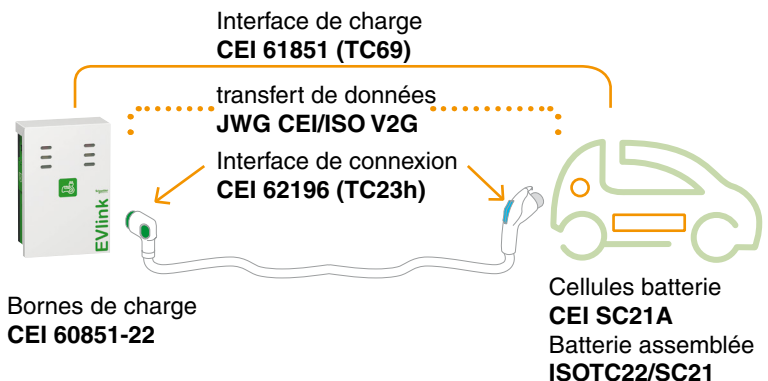 Interface de charge
CEI 61851 (TC69)
transfert de données
JWG CEI/ISO V2G
Interface de connexion
CEI 62196 (TC23h)
EVlink
Bornes de charge
CEI 60851-22
Cellules batterie
CEI SC21A
Batterie assemblée
ISOTC22/SC21